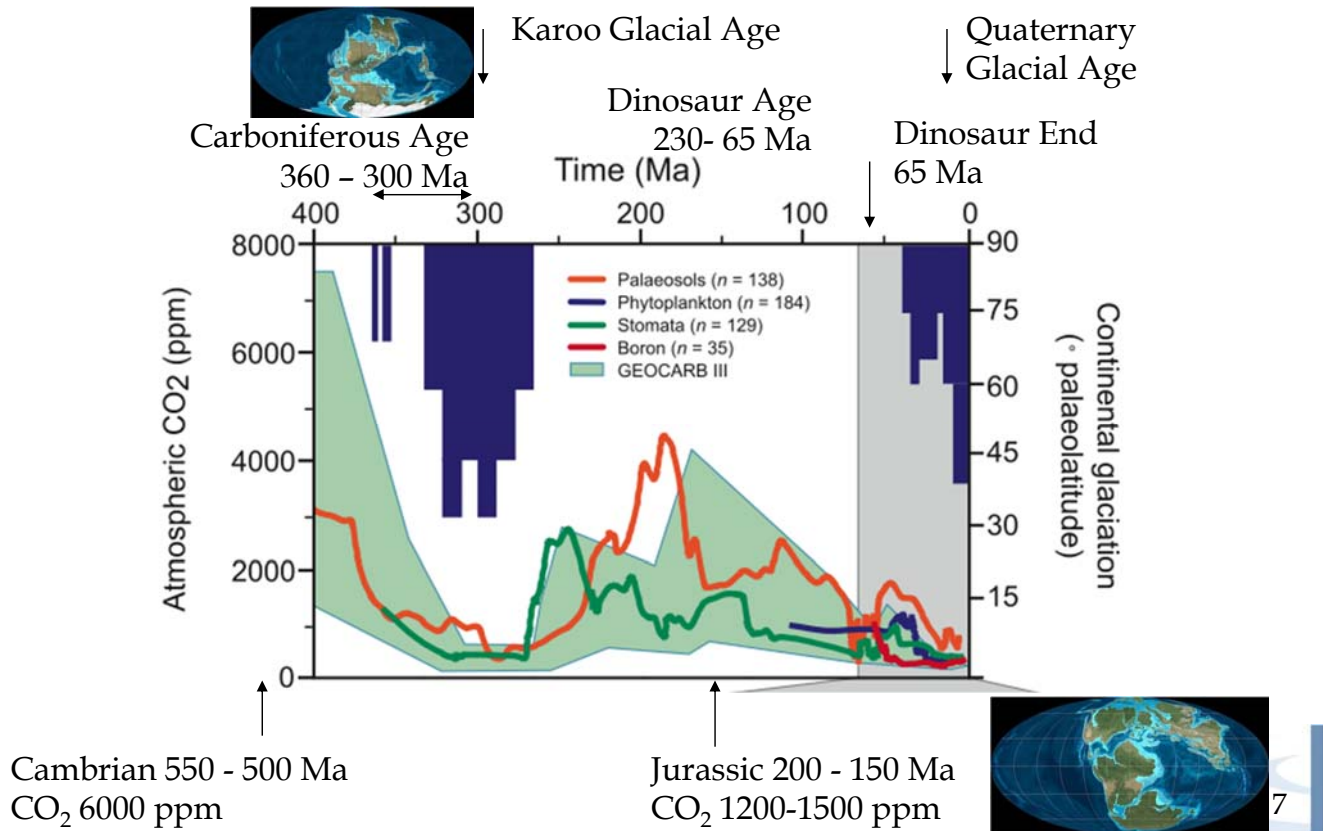 Karoo Glacial Age
Quaternary
Glacial Age
Dinosaur Age
230- 65 Ma
Carboniferous Age
360 – 300 Ma
Dinosaur End
65 Ma
Time (Ma)
400 300 200 100 0
Atmospheric CO2 (ppm)
8000
6000
4000
2000
0
Palaeosols (n = 138)
Phytoplankton (n = 184)
Stomata (n = 129)
Boron (n = 35)
GEOCARB III
90
75
60
45
30
15
Continental glaciation
(° palaeolatitude)
Cambrian 550 - 500 Ma
CO₂ 6000 ppm
Jurassic 200 - 150 Ma
CO₂ 1200-1500 ppm
7